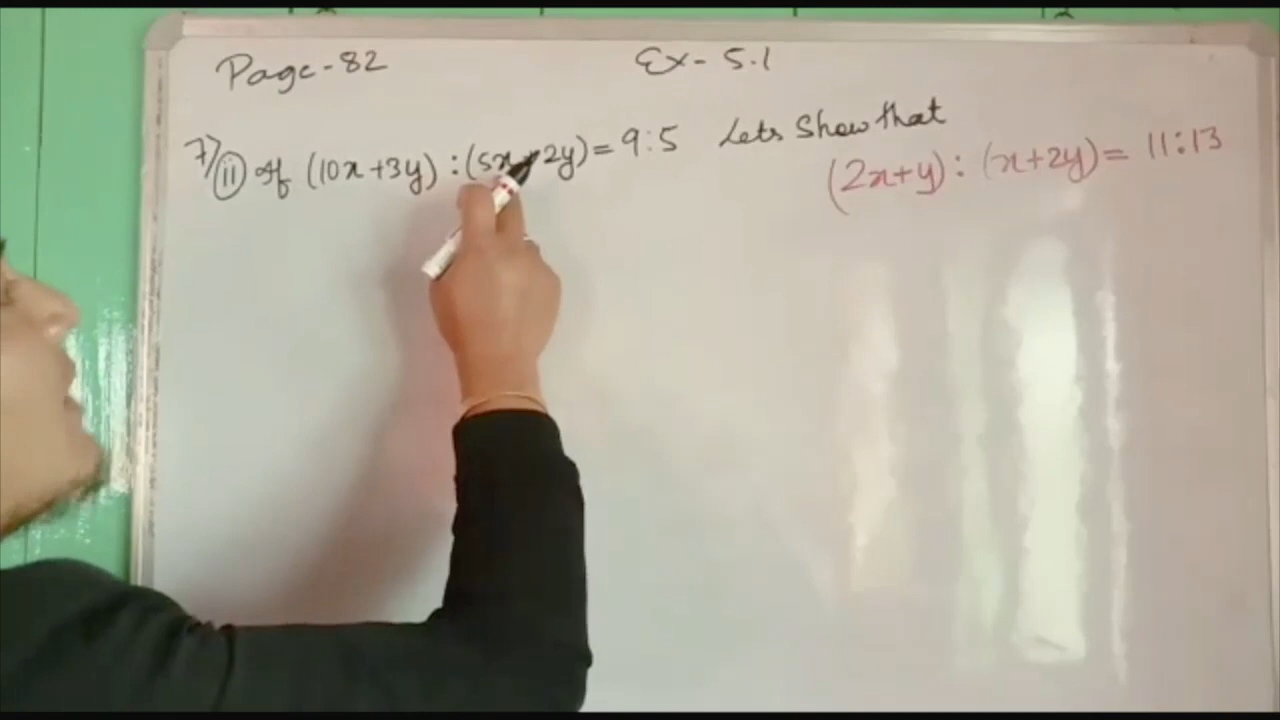 Page-82
Ex- 5.1
7) ii) If (10x+3y) : (5x+2y) = 9:5 Lets Show that
(2x+y) : (x+2y) = 11:13